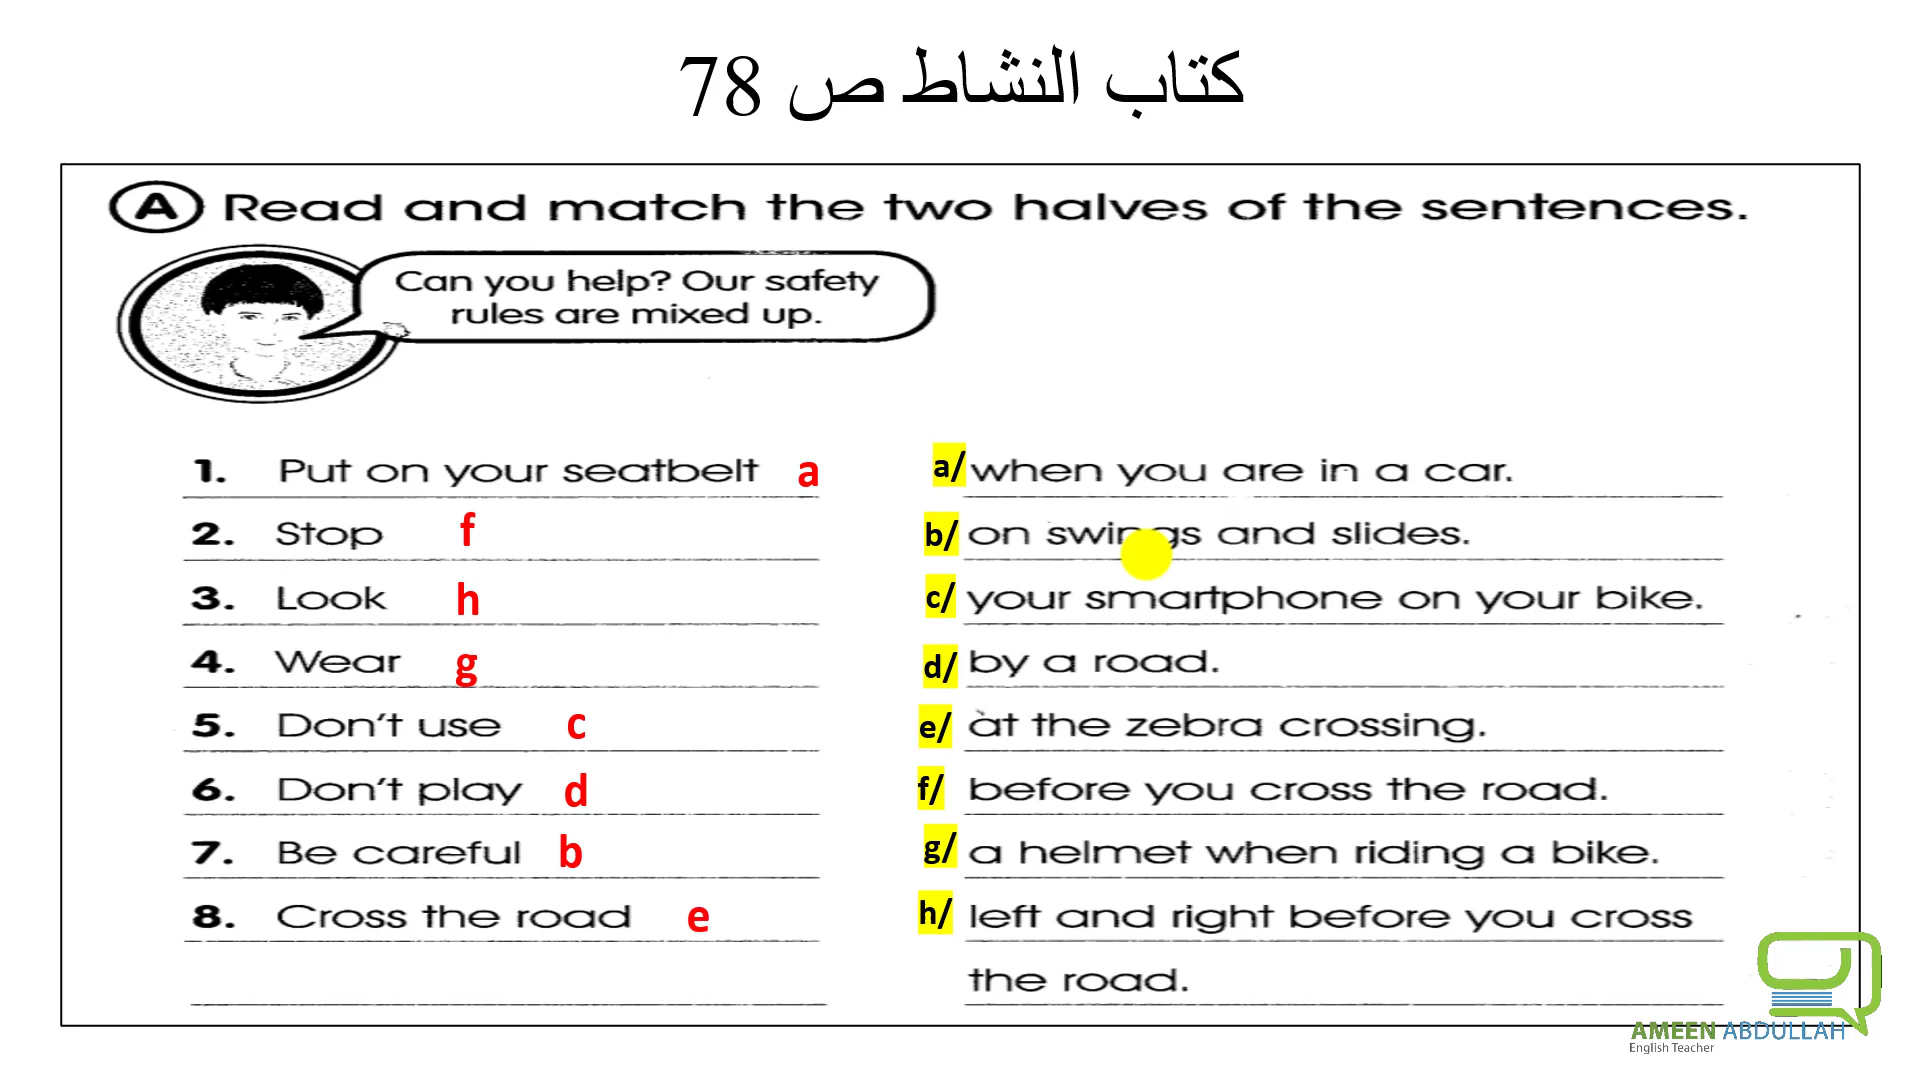 كتاب النشاط ص 78
A Read and match the two halves of the sentences.
Can you help? Our safety
rules are mixed up.
1. Put on your seatbelt a a/ when you are in a car.
2. Stop f b/ on swings and slides.
3. Look h c/ your smartphone on your bike.
4. Wear g d/ by a road.
5. Don't use c e/ at the zebra crossing.
6. Don't play d f/ before you cross the road.
7. Be careful b g/ a helmet when riding a bike.
8. Cross the road e h/ left and right before you cross
the road.
AMEEN ABDULLAH
English Teacher